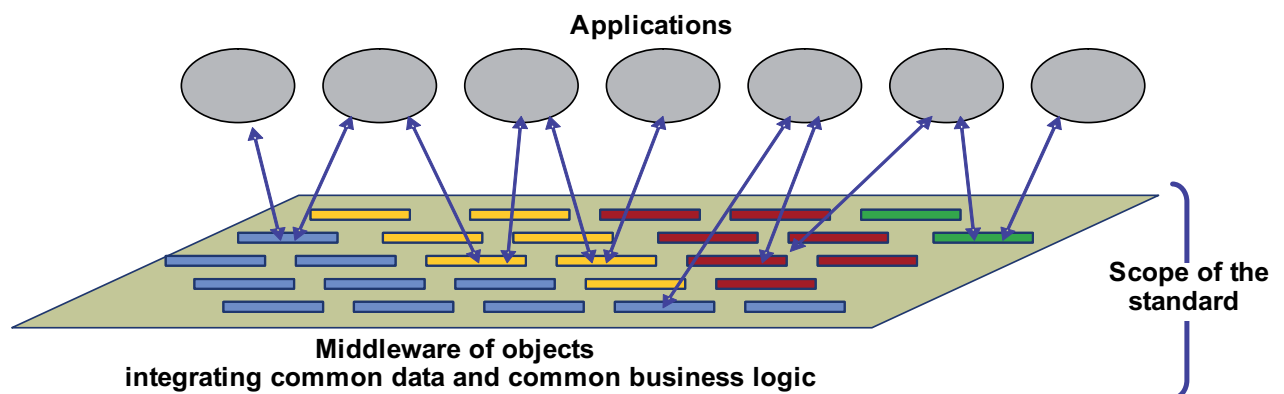 Applications
Scope of the
standard
Middleware of objects
integrating common data and common business logic